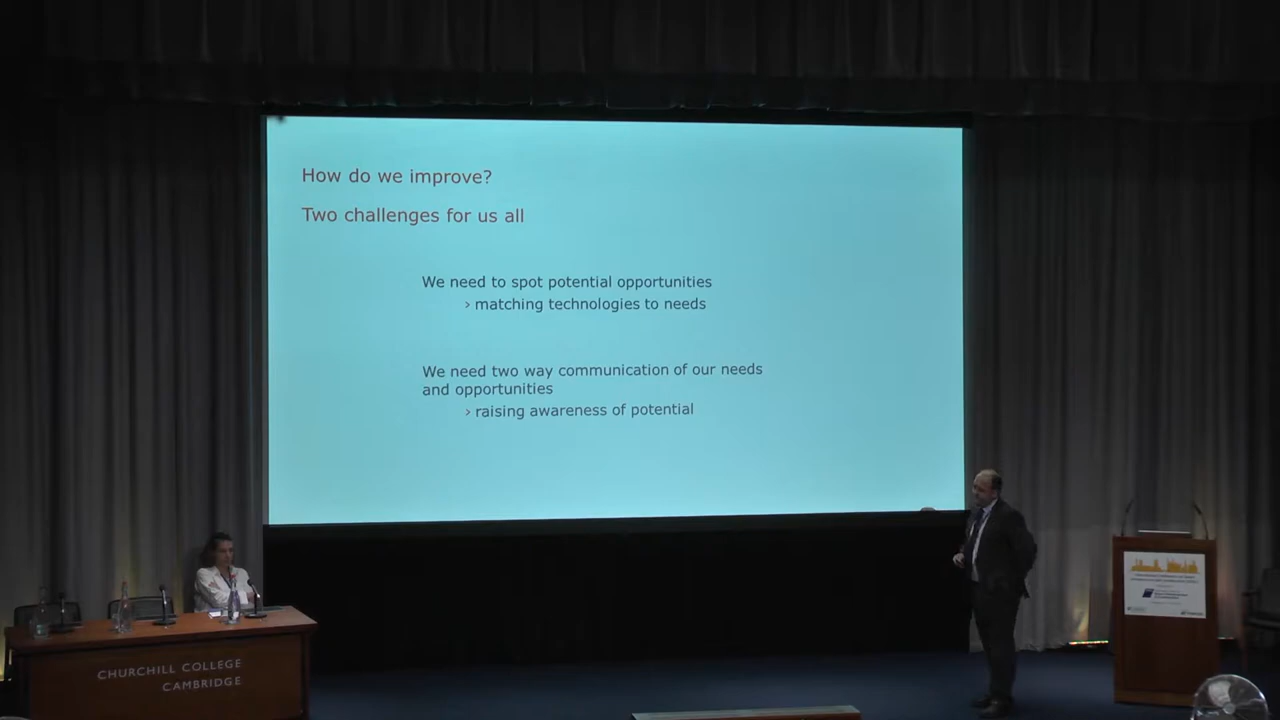 How do we improve?
Two challenges for us all
We need to spot potential opportunities
› matching technologies to needs
We need two way communication of our needs
and opportunities
› raising awareness of potential
CHURCHILL COLLEGE
CAMBRIDGE